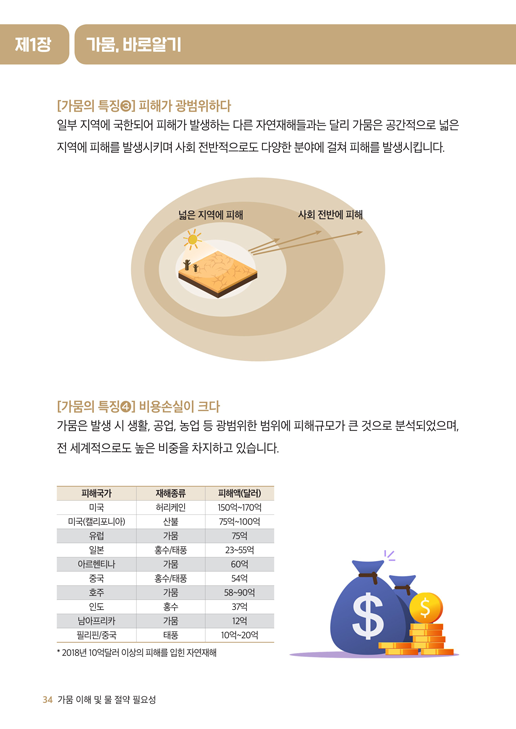 제1장
가뭄, 바로알기
[가뭄의 특징❸] 피해가 광범위하다
일부 지역에 국한되어 피해가 발생하는 다른 자연재해들과는 달리 가뭄은 공간적으로 넓은
지역에 피해를 발생시키며 사회 전반적으로도 다양한 분야에 걸쳐 피해를 발생시킵니다.
넓은 지역에 피해 사회 전반에 피해
[가뭄의 특징❹] 비용손실이 크다
가뭄은 발생 시 생활, 공업, 농업 등 광범위한 범위에 피해규모가 큰 것으로 분석되었으며,
전 세계적으로도 높은 비중을 차지하고 있습니다.
피해국가 재해종류 피해액(달러)
미국 허리케인 150억~170억
미국(캘리포니아) 산불 75억~100억
유럽 가뭄 75억
일본 홍수/태풍 23~55억
아르헨티나 가뭄 60억
중국 홍수/태풍 54억
호주 가뭄 58~90억
인도 홍수 37억
남아프리카 가뭄 12억
필리핀/중국 태풍 10억~20억
* 2018년 10억달러 이상의 피해를 입힌 자연재해
$
$
34 가뭄 이해 및 물 절약 필요성